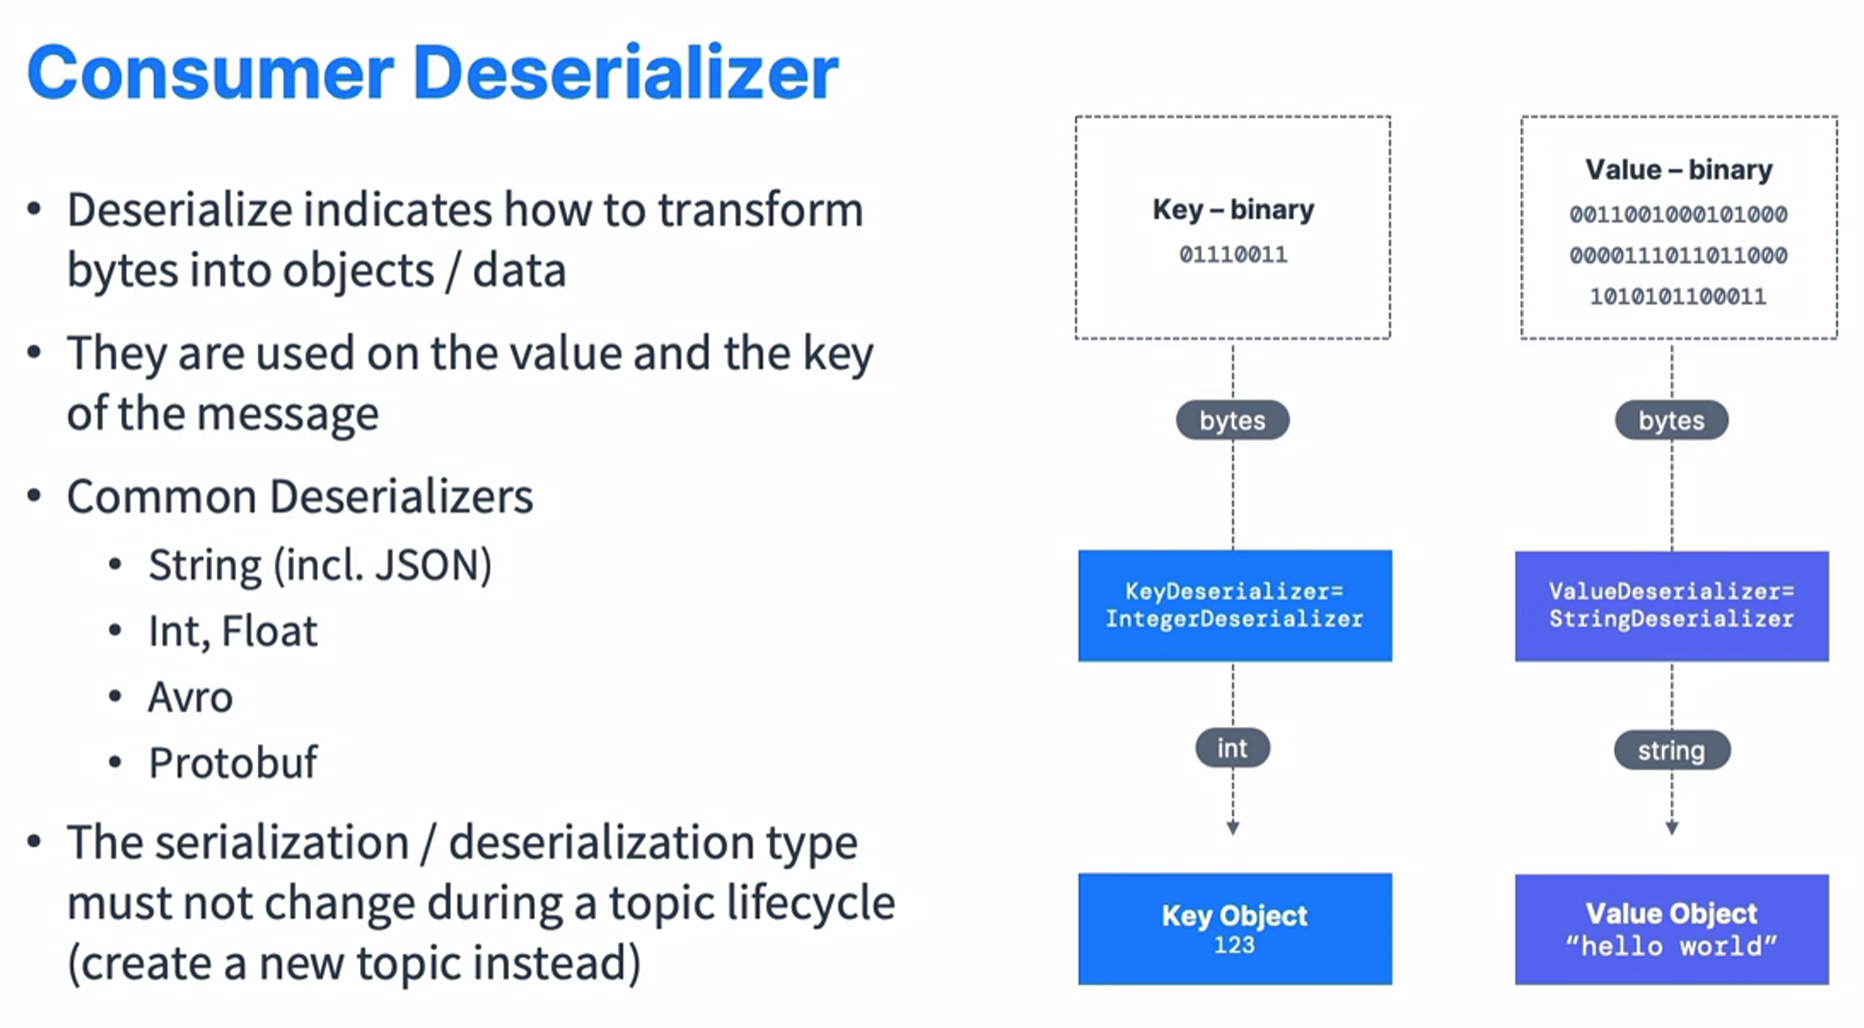 Consumer Deserializer
• Deserialize indicates how to transform
bytes into objects / data
• They are used on the value and the key
of the message
• Common Deserializers
• String (incl. JSON)
• Int, Float
• Avro
• Protobuf
• The serialization / deserialization type
must not change during a topic lifecycle
(create a new topic instead)
Key – binary
01110011
bytes
KeyDeserializer=
IntegerDeserializer
int
Key Object
123
Value – binary
0011001000101000
0000111011011000
1010101100011
bytes
ValueDeserializer=
StringDeserializer
string
Value Object
“hello world”